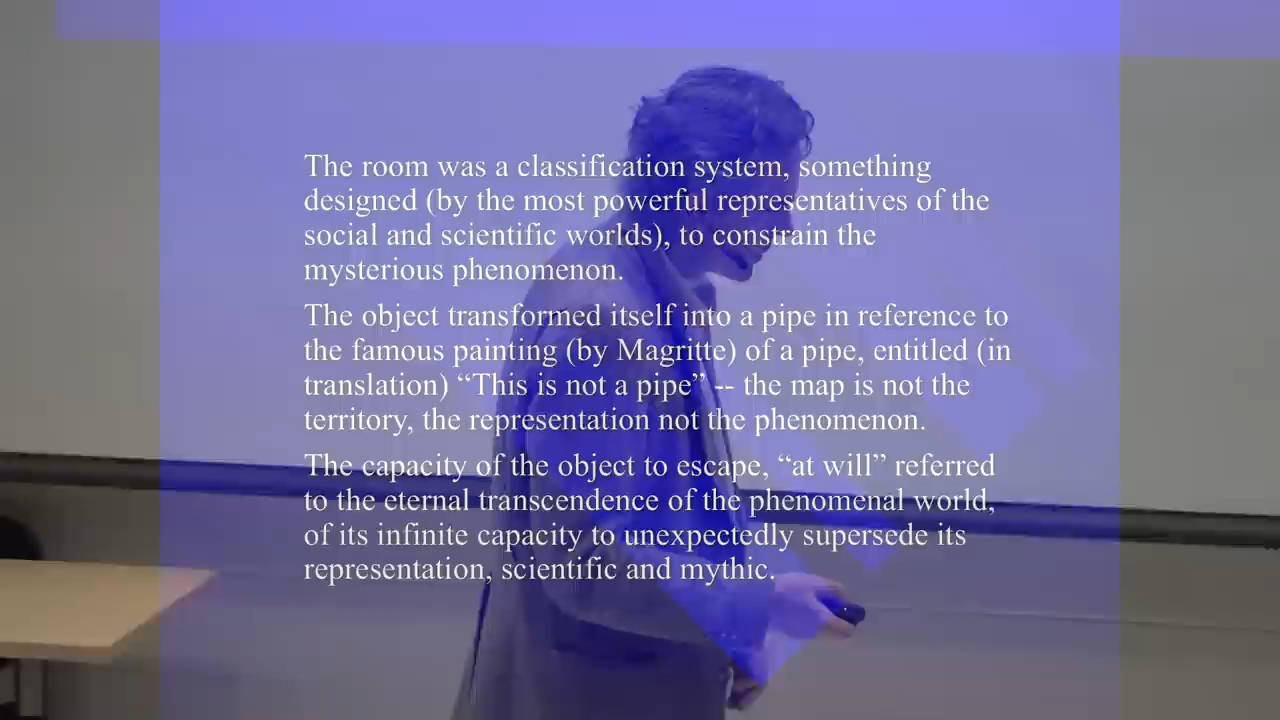 The room was a classification system, something
designed (by the most powerful representatives of the
social and scientific worlds), to constrain the
mysterious phenomenon.
The object transformed itself into a pipe in reference to
the famous painting (by Magritte) of a pipe, entitled (in
translation) “This is not a pipe” -- the map is not the
territory, the representation not the phenomenon.
The capacity of the object to escape, “at will” referred
to the eternal transcendence of the phenomenal world,
of its infinite capacity to unexpectedly supersede its
representation, scientific and mythic.